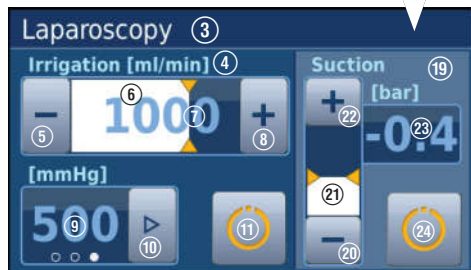 Laparoscopy ③
Irrigation [ml/min] ④
Suction ⑲
− ⑤ ⑥ 1000 ⑦ + ⑧
+ ㉒
[bar]
-0.4 ㉓
[mmHg]
500 ⑨ ⑩ ⑪
㉑
− ⑳
㉔